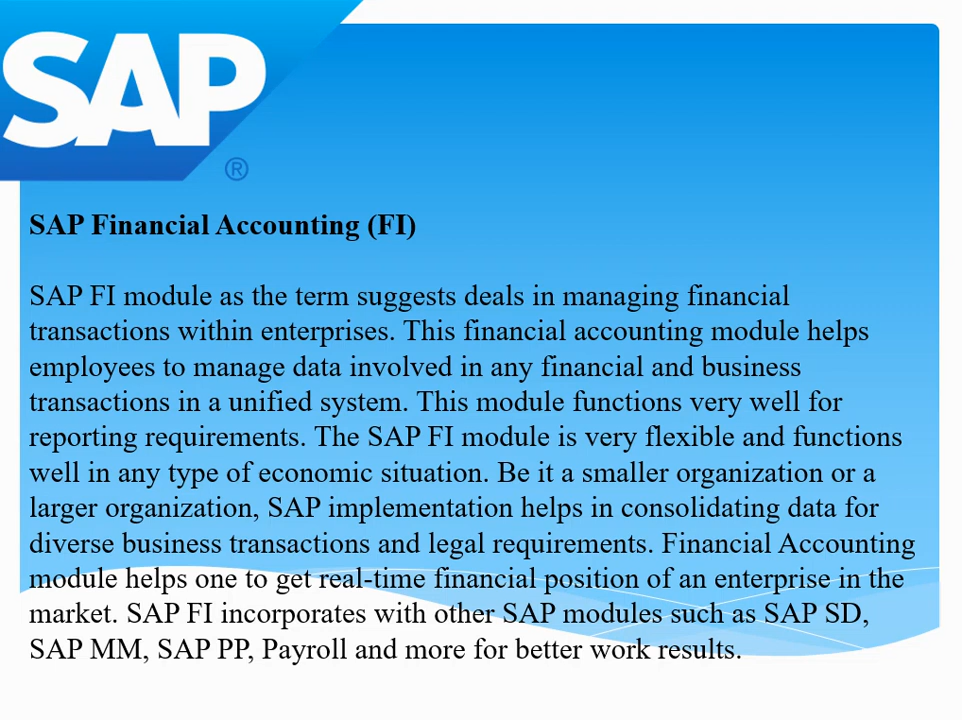 SAP
®
SAP Financial Accounting (FI)
SAP FI module as the term suggests deals in managing financial
transactions within enterprises. This financial accounting module helps
employees to manage data involved in any financial and business
transactions in a unified system. This module functions very well for
reporting requirements. The SAP FI module is very flexible and functions
well in any type of economic situation. Be it a smaller organization or a
larger organization, SAP implementation helps in consolidating data for
diverse business transactions and legal requirements. Financial Accounting
module helps one to get real-time financial position of an enterprise in the
market. SAP FI incorporates with other SAP modules such as SAP SD,
SAP MM, SAP PP, Payroll and more for better work results.